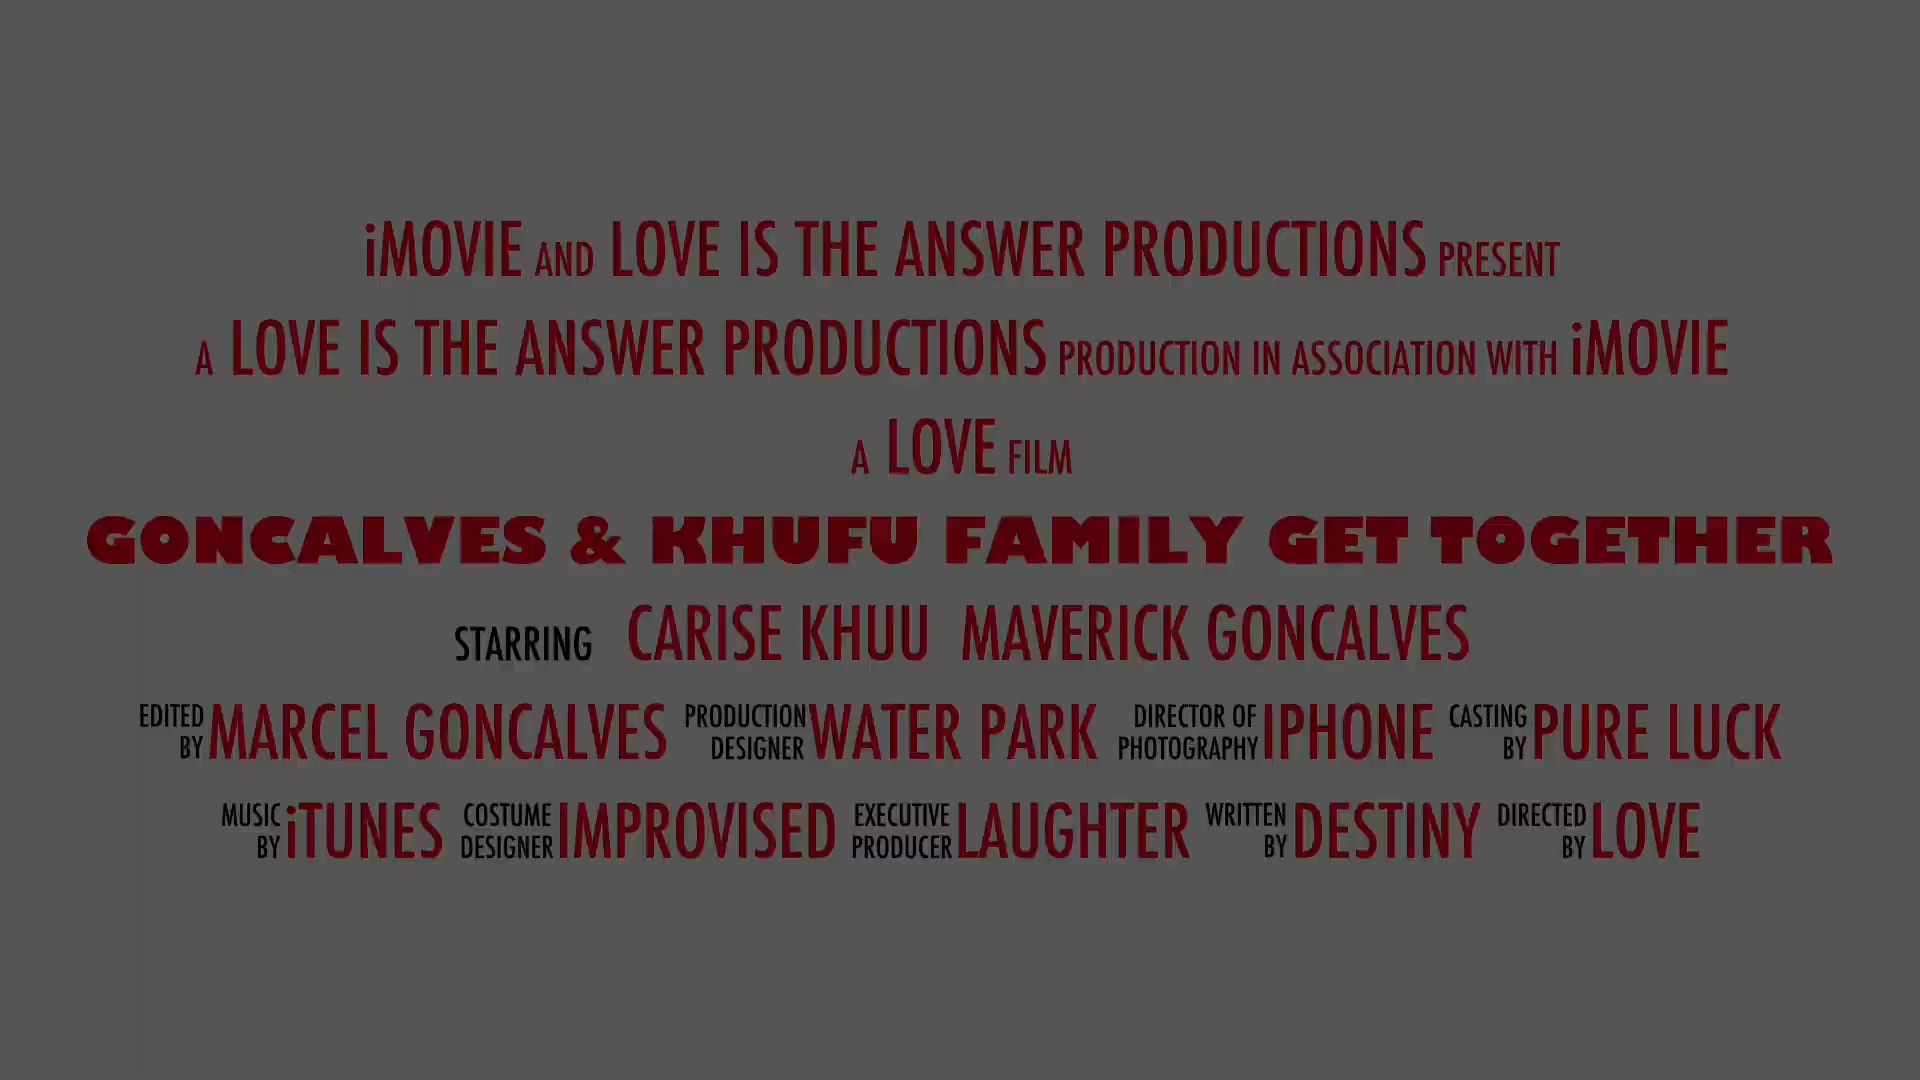 iMOVIE AND LOVE IS THE ANSWER PRODUCTIONS PRESENT
A LOVE IS THE ANSWER PRODUCTIONS PRODUCTION IN ASSOCIATION WITH iMOVIE
A LOVE FILM
GONCALVES & KHUFU FAMILY GET TOGETHER
STARRING CARISE KHUU MAVERICK GONCALVES
EDITED BY MARCEL GONCALVES PRODUCTION DESIGNER WATER PARK DIRECTOR OF PHOTOGRAPHY IPHONE CASTING BY PURE LUCK
MUSIC BY iTUNES COSTUME DESIGNER IMPROVISED EXECUTIVE PRODUCER LAUGHTER WRITTEN BY DESTINY DIRECTED BY LOVE